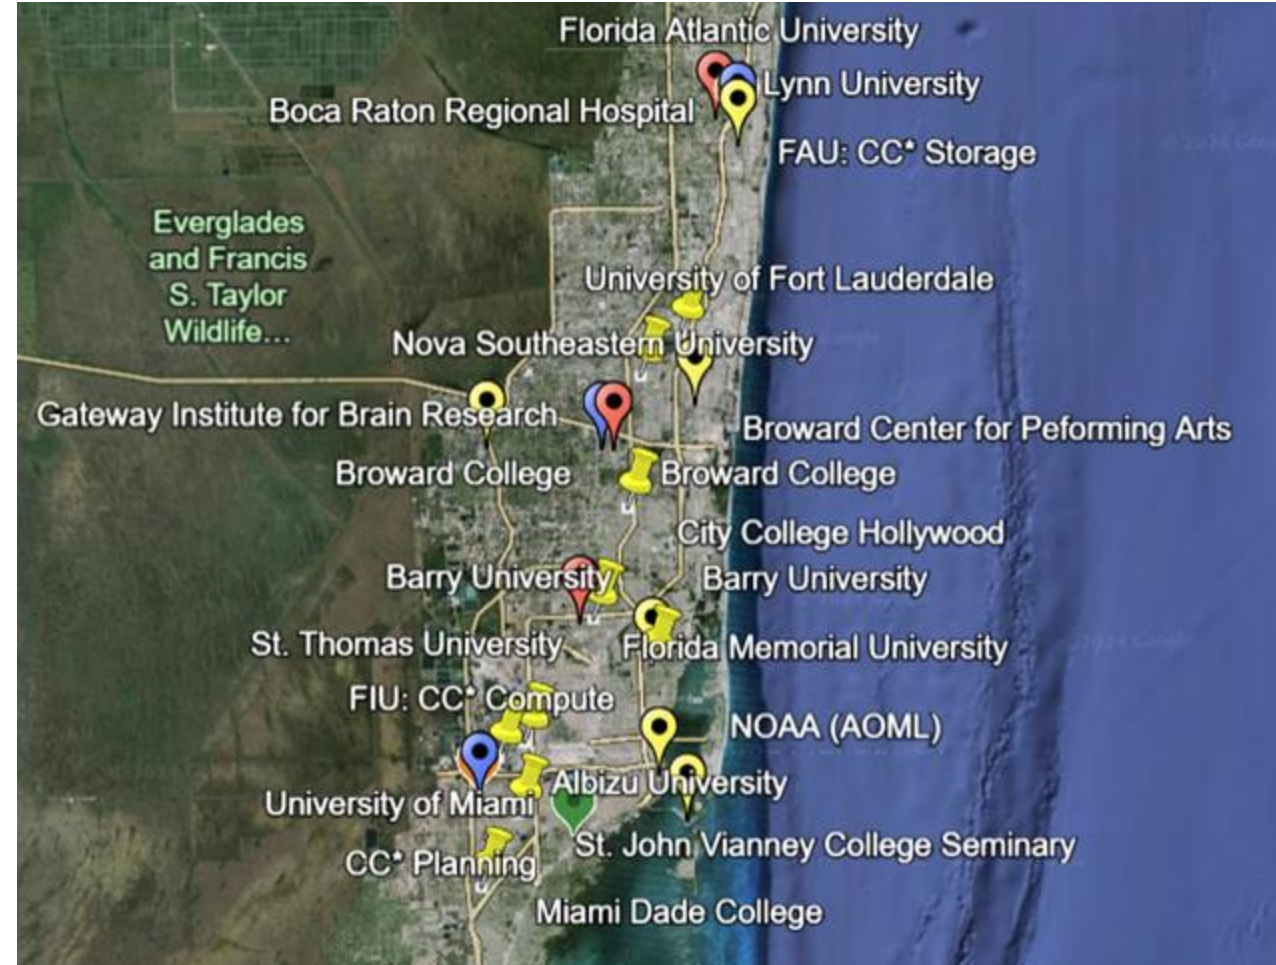 Florida Atlantic University
Lynn University
Boca Raton Regional Hospital
FAU: CC* Storage
Everglades
and Francis
S. Taylor
Wildlife...
University of Fort Lauderdale
Nova Southeastern University
Gateway Institute for Brain Research
Broward Center for Peforming Arts
Broward College
Broward College
City College Hollywood
Barry University
Barry University
St. Thomas University
Florida Memorial University
FIU: CC* Compute
NOAA (AOML)
Albizu University
University of Miami
St. John Vianney College Seminary
CC* Planning
Miami Dade College